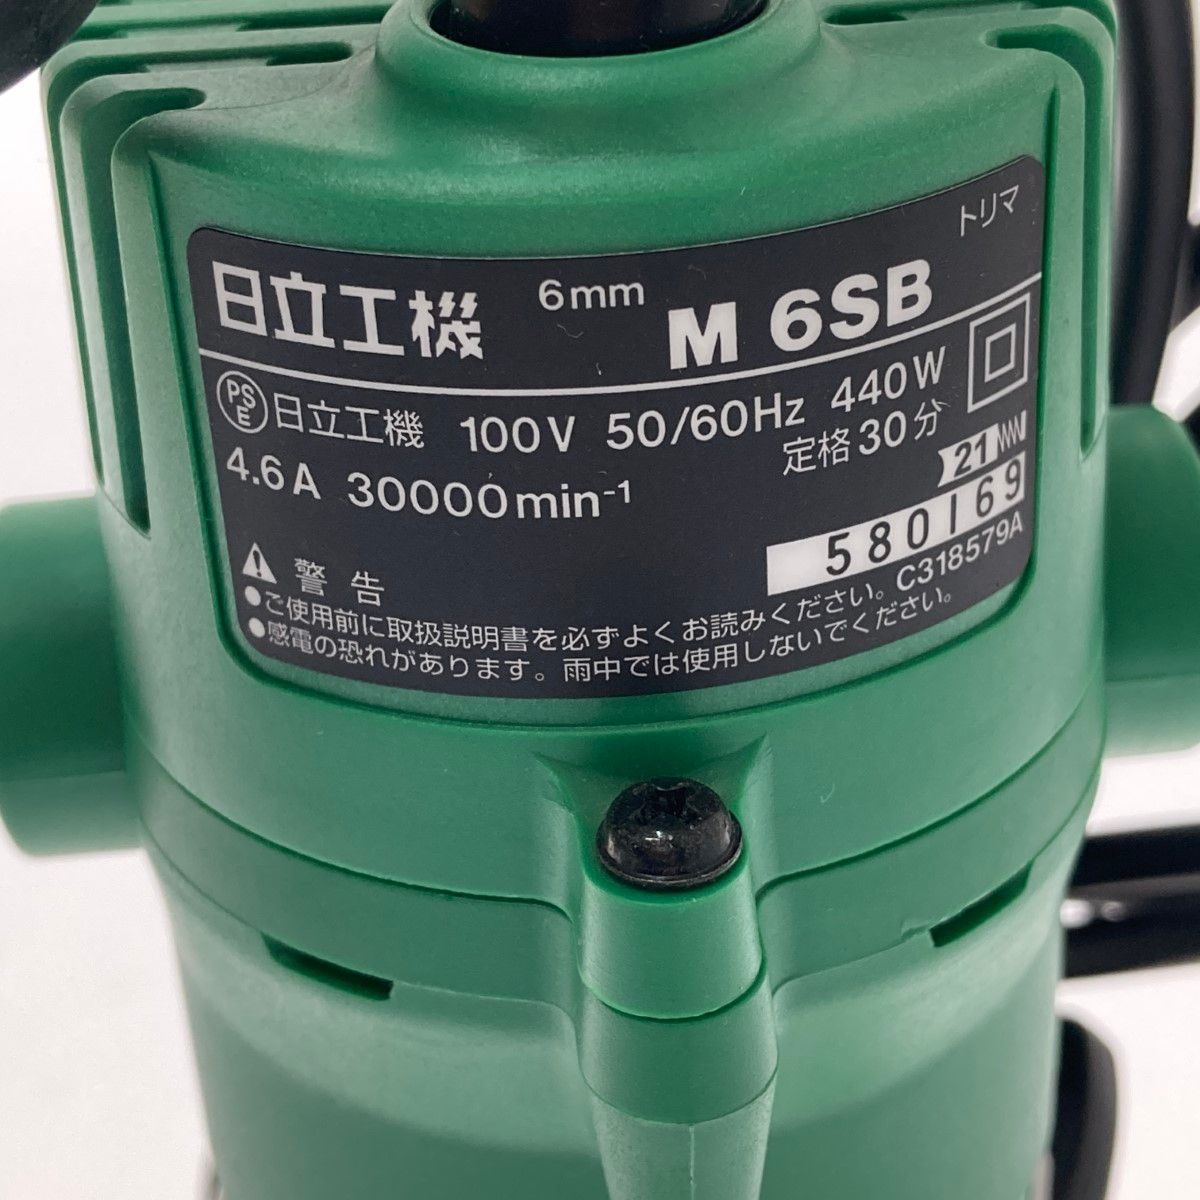 トリマ
日立工機 6mm M 6SB
PSE 日立工機 100V 50/60Hz 440W
4.6A 30000min-1 定格30分
21
580169
警告 C318579A
●ご使用前に取扱説明書を必ずよくお読みください。
●感電の恐れがあります。雨中では使用しないでください。